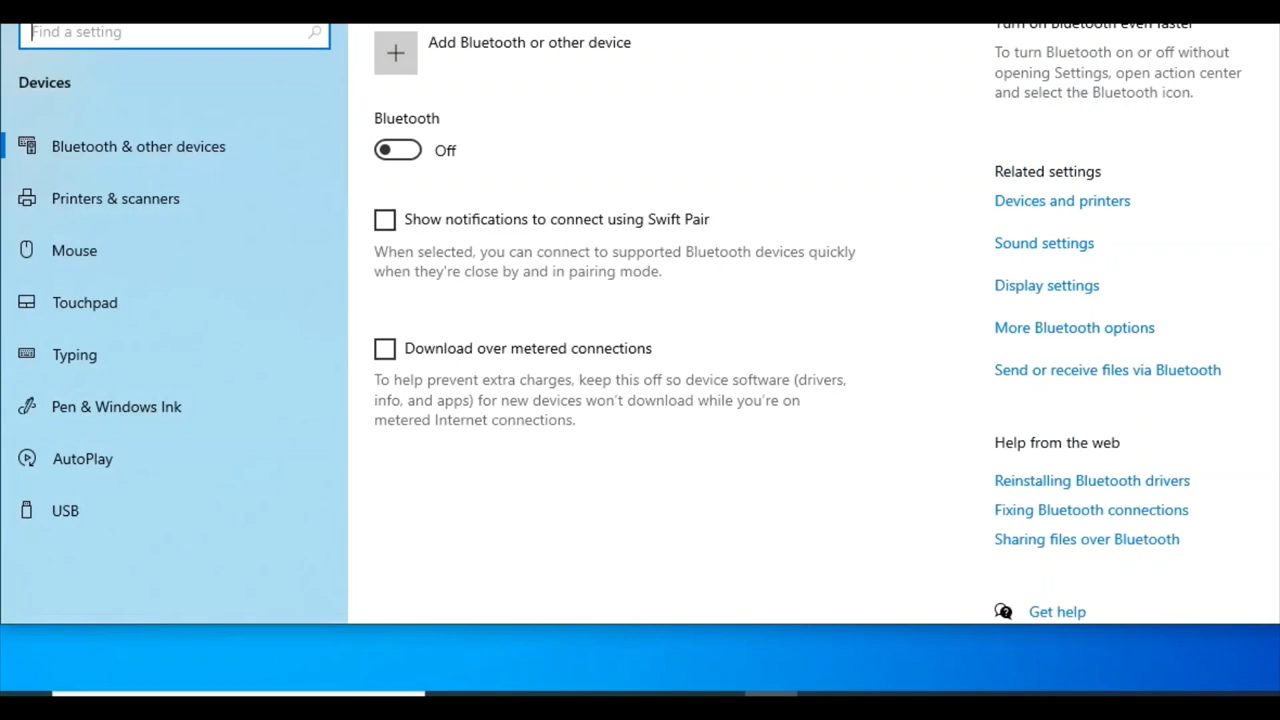 Find a setting
Devices
Bluetooth & other devices
Printers & scanners
Mouse
Touchpad
Typing
Pen & Windows Ink
AutoPlay
USB
Add Bluetooth or other device
Bluetooth
Off
Show notifications to connect using Swift Pair
When selected, you can connect to supported Bluetooth devices quickly
when they're close by and in pairing mode.
Download over metered connections
To help prevent extra charges, keep this off so device software (drivers,
info, and apps) for new devices won't download while you're on
metered Internet connections.
Turn on Bluetooth even faster
To turn Bluetooth on or off without
opening Settings, open action center
and select the Bluetooth icon.
Related settings
Devices and printers
Sound settings
Display settings
More Bluetooth options
Send or receive files via Bluetooth
Help from the web
Reinstalling Bluetooth drivers
Fixing Bluetooth connections
Sharing files over Bluetooth
Get help